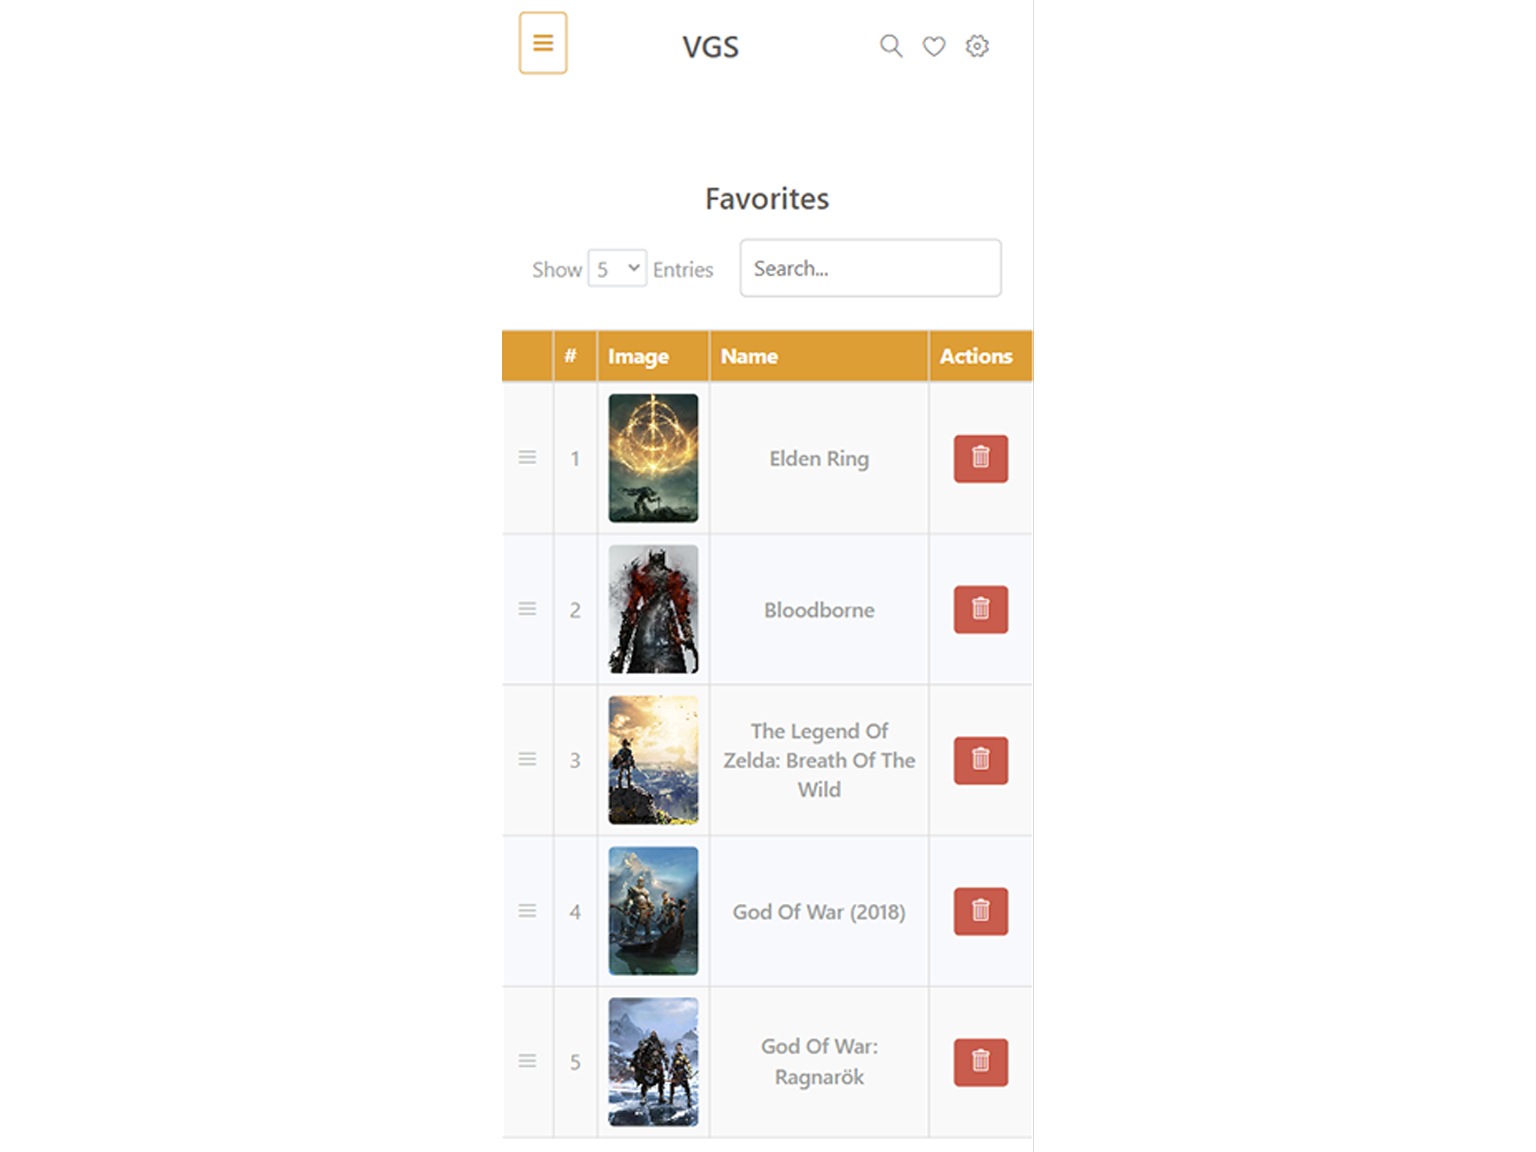 VGS
Favorites
Show 5 Entries Search...
# Image Name Actions
1 Elden Ring
2 Bloodborne
The Legend Of
3 Zelda: Breath Of The
Wild
4 God Of War (2018)
God Of War:
5
Ragnarök